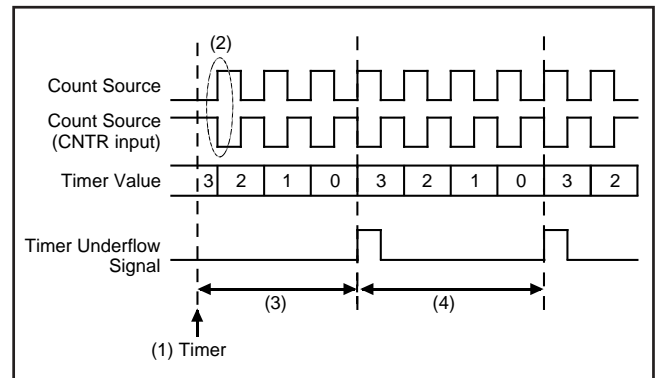 (2)
Count Source
Count Source
(CNTR input)
Timer Value 3 2 1 0 3 2 1 0 3 2
Timer Underflow
Signal
(3) (4)
(1) Timer